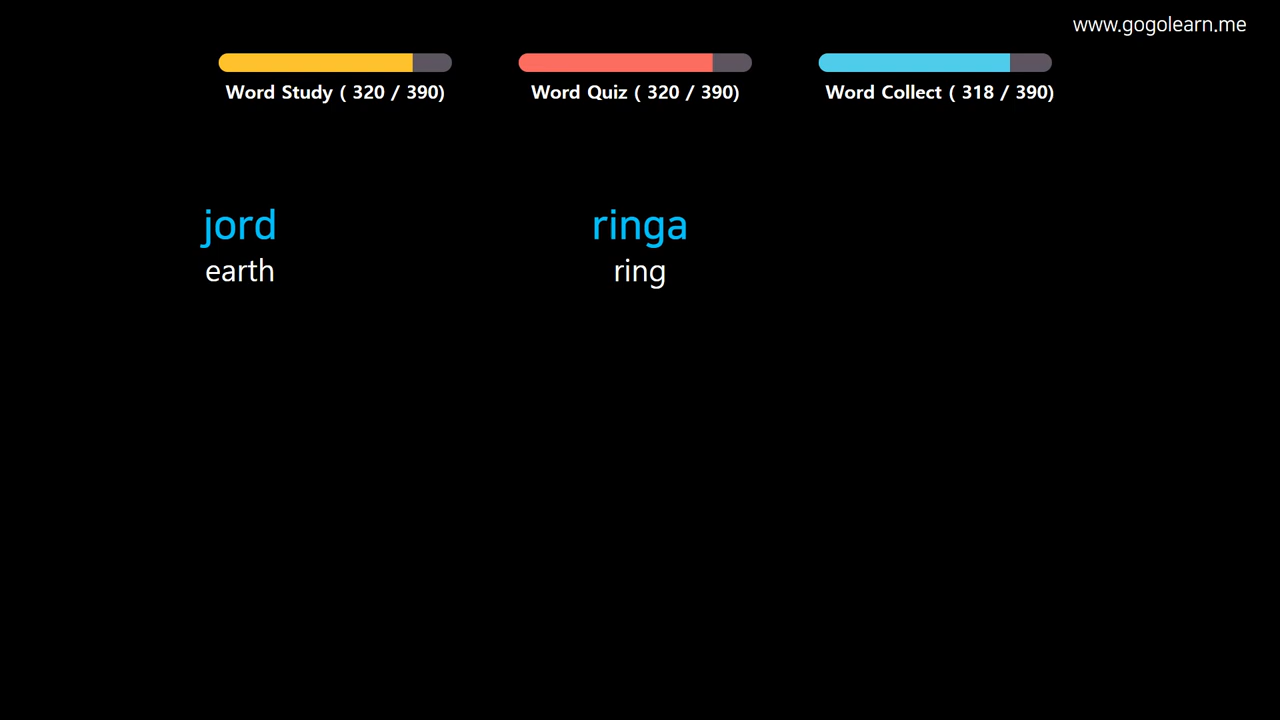 www.gogolearn.me
Word Study ( 320 / 390)
Word Quiz ( 320 / 390)
Word Collect ( 318 / 390)
jord
earth
ringa
ring